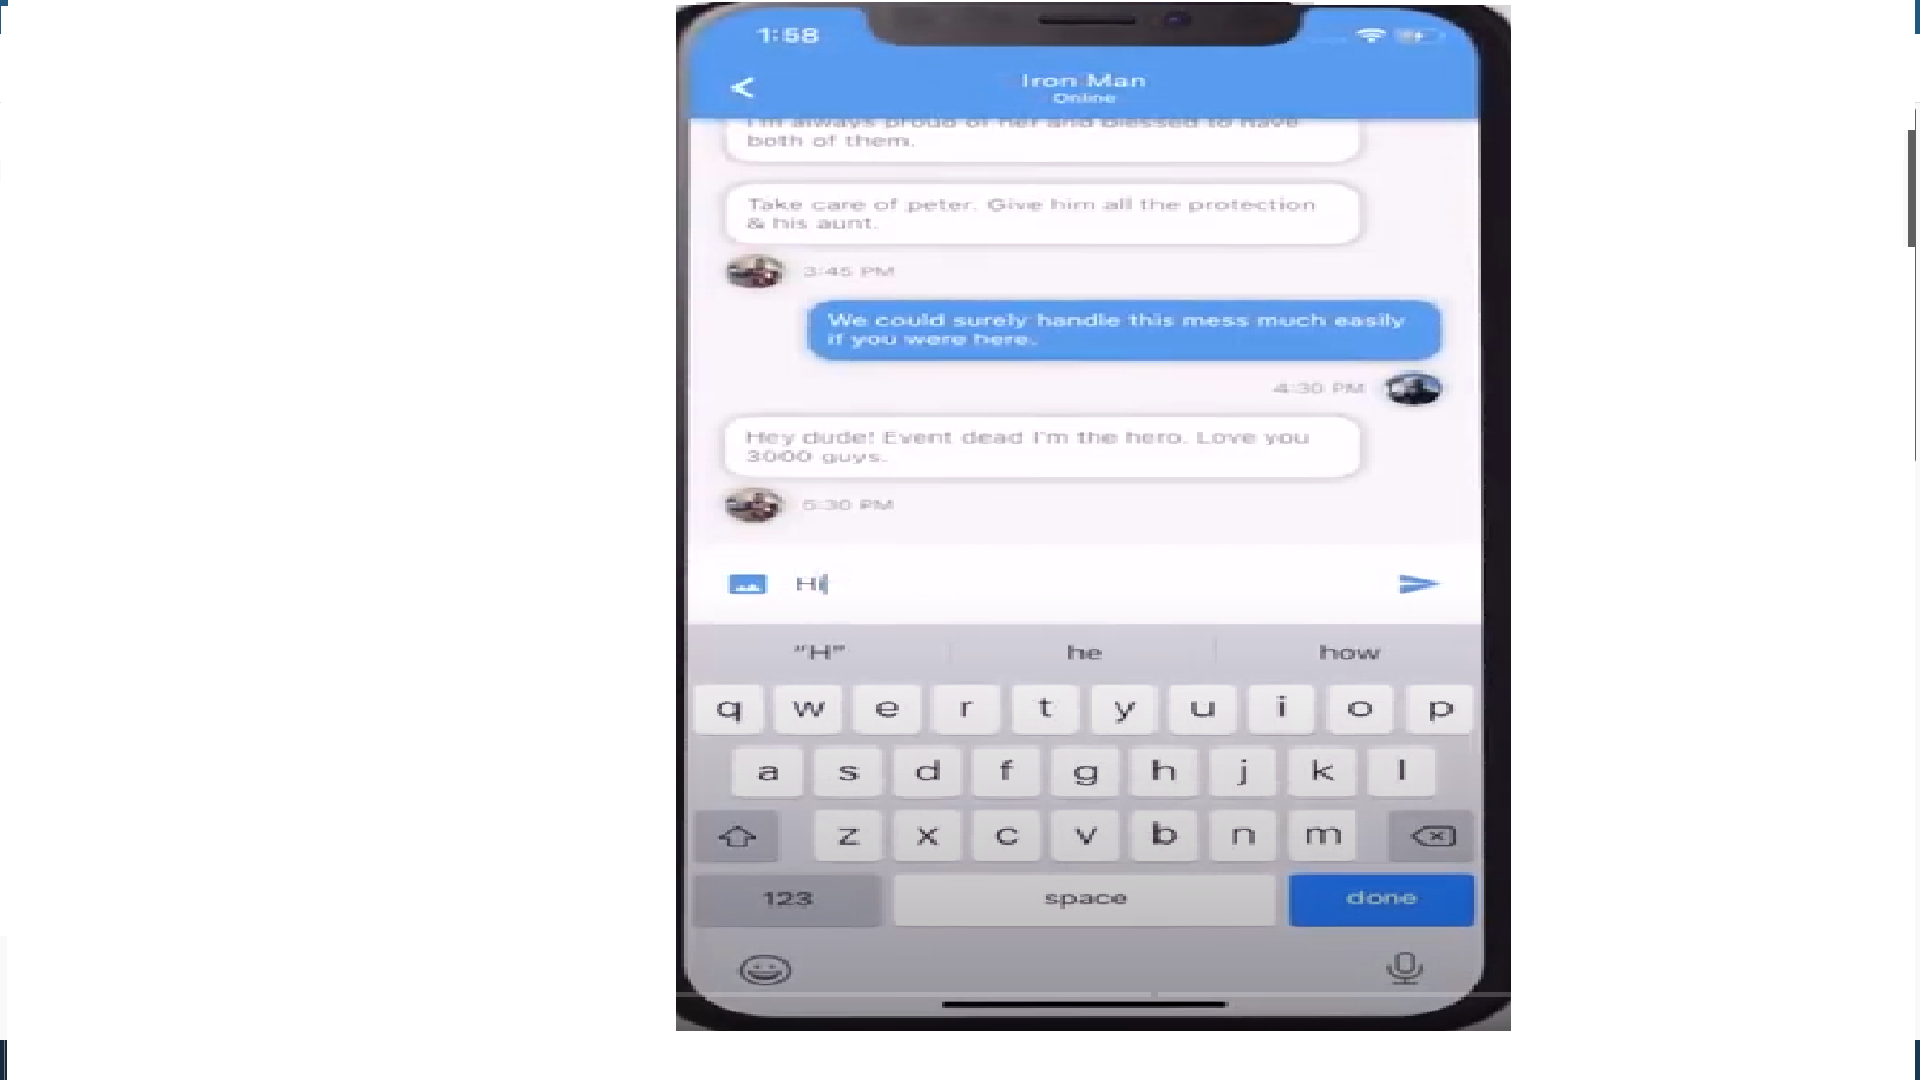 1:58
Iron Man
Online
I'm always proud of her and blessed to have
both of them.
Take care of peter. Give him all the protection
& his aunt.
3:45 PM
We could surely handle this mess much easily
if you were here.
4:30 PM
Hey dude! Event dead I'm the hero. Love you
3000 guys.
5:30 PM
Hi
“H” he how
q w e r t y u i o p
a s d f g h j k l
z x c v b n m
123 space done